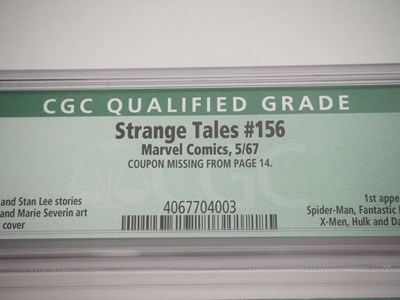 CGC QUALIFIED GRADE
Strange Tales #156
Marvel Comics, 5/67
COUPON MISSING FROM PAGE 14.
and Stan Lee stories
and Marie Severin art
cover
CGC
4067704003
1st appe
Spider-Man, Fantastic
X-Men, Hulk and Da